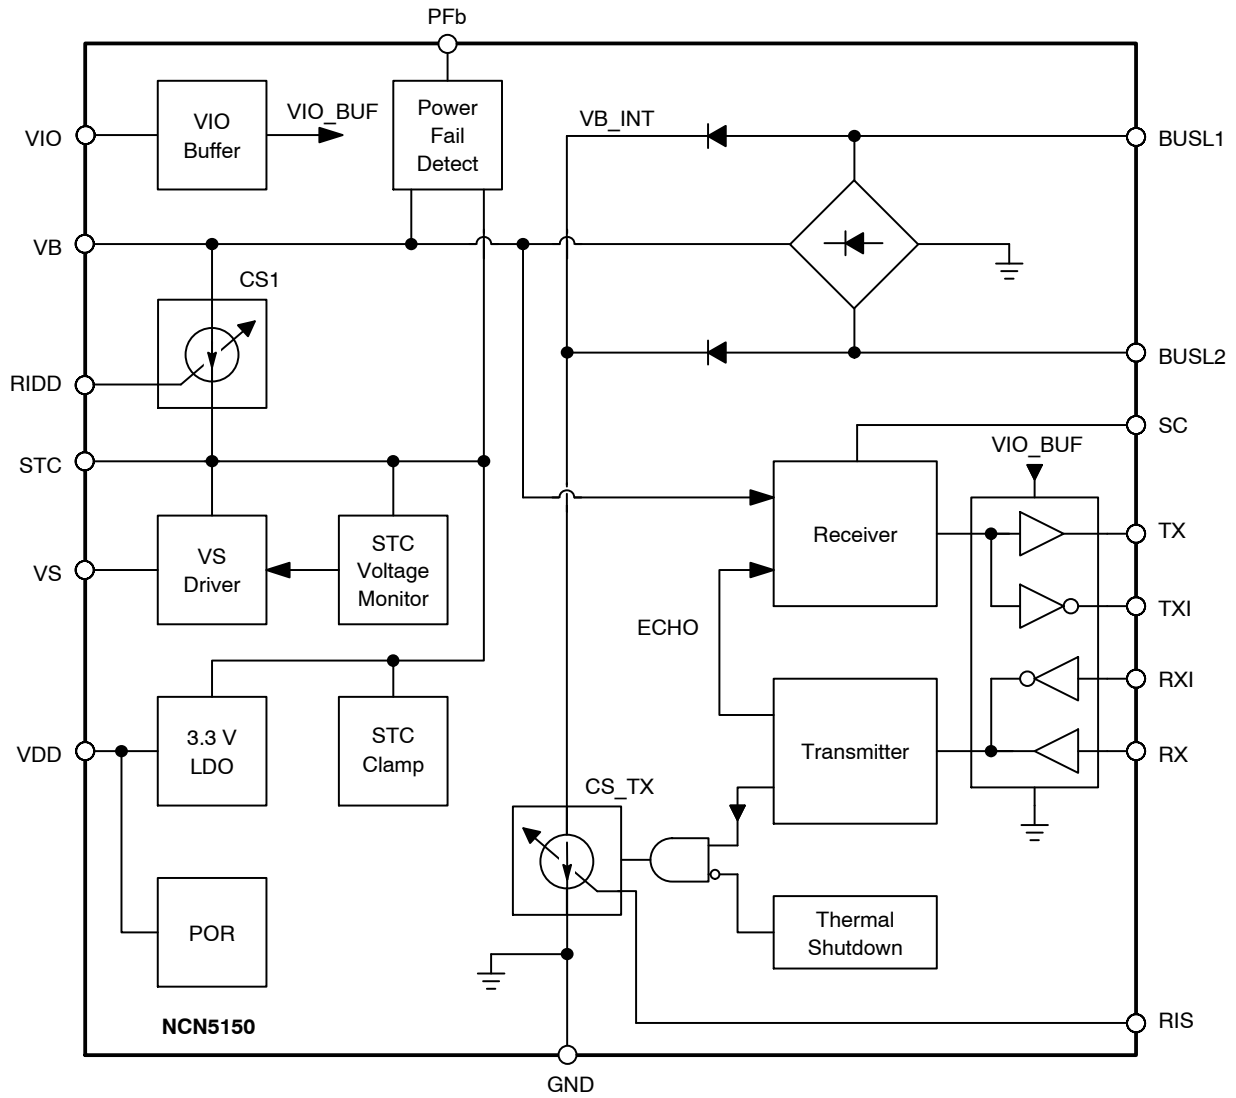 PFb
VIO
VIO
Buffer
VIO_BUF
Power
Fail
Detect
VB_INT
BUSL1
VB
CS1
RIDD
BUSL2
STC
SC
VIO_BUF
VS
VS
Driver
STC
Voltage
Monitor
Receiver
TX
TXI
ECHO
RXI
VDD
3.3 V
LDO
STC
Clamp
Transmitter
RX
CS_TX
POR
Thermal
Shutdown
NCN5150
RIS
GND